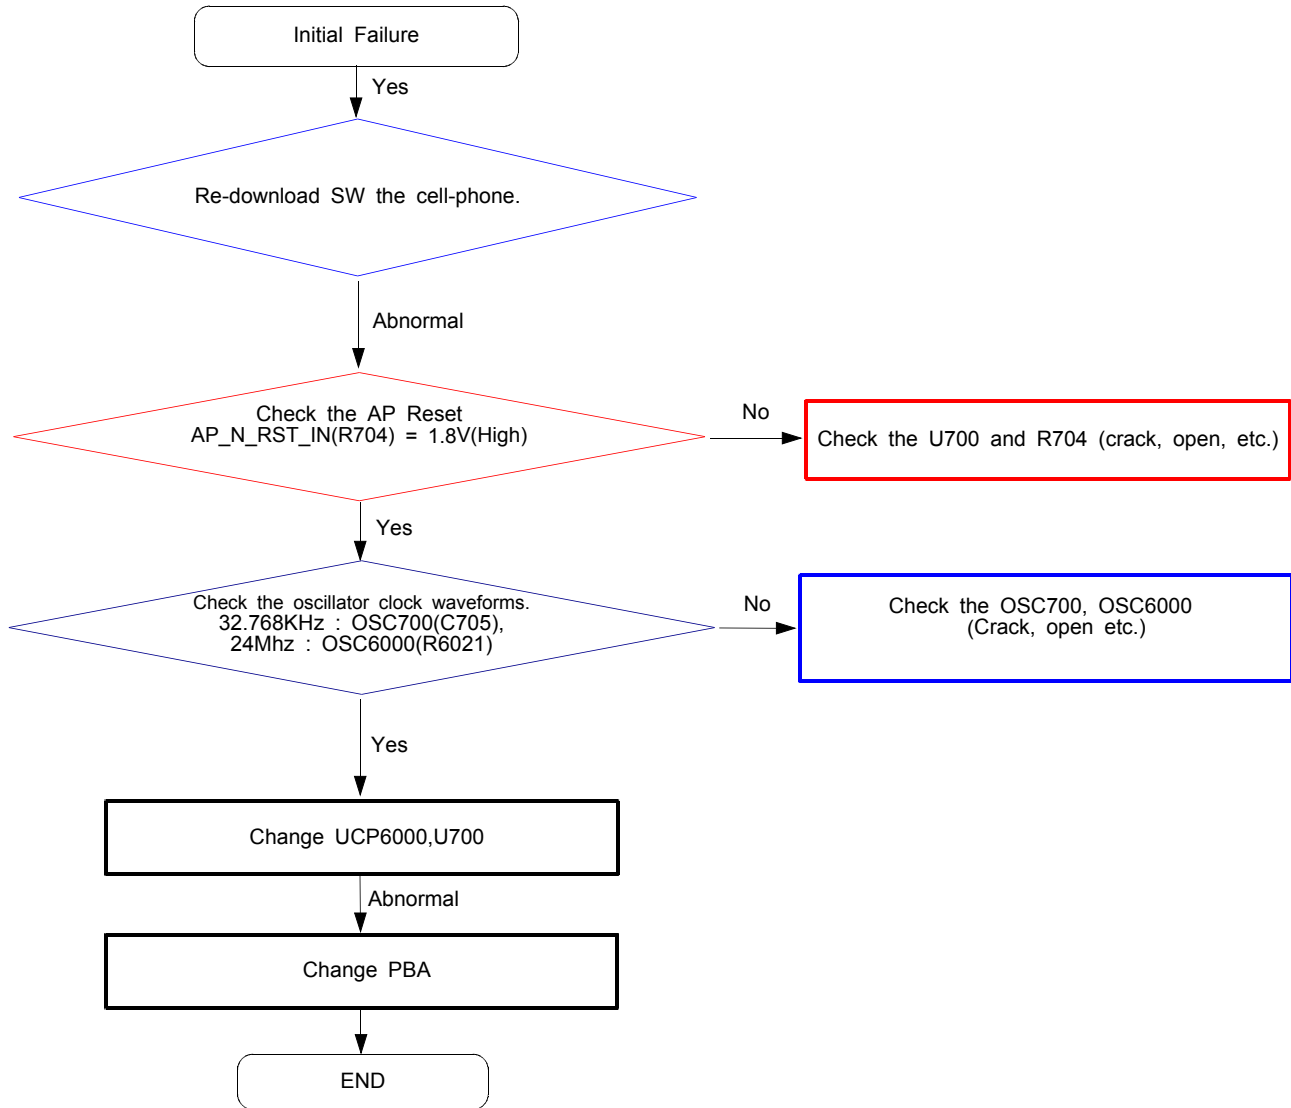 Initial Failure
Yes
Re-download SW the cell-phone.
Abnormal
Check the AP Reset
AP_N_RST_IN(R704) = 1.8V(High)
No
Check the U700 and R704 (crack, open, etc.)
Yes
Check the oscillator clock waveforms.
32.768KHz : OSC700(C705),
24Mhz : OSC6000(R6021)
No
Check the OSC700, OSC6000
(Crack, open etc.)
Yes
Change UCP6000,U700
Abnormal
Change PBA
END